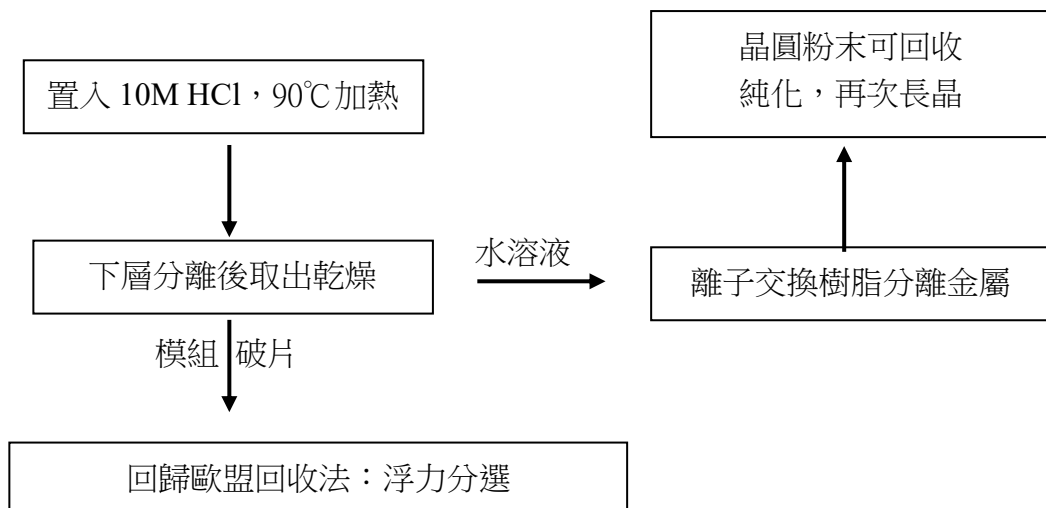 置入 10M HCl，90℃加熱
下層分離後取出乾燥
模組 破片
回歸歐盟回收法：浮力分選
水溶液
離子交換樹脂分離金屬
晶圓粉末可回收
純化，再次長晶